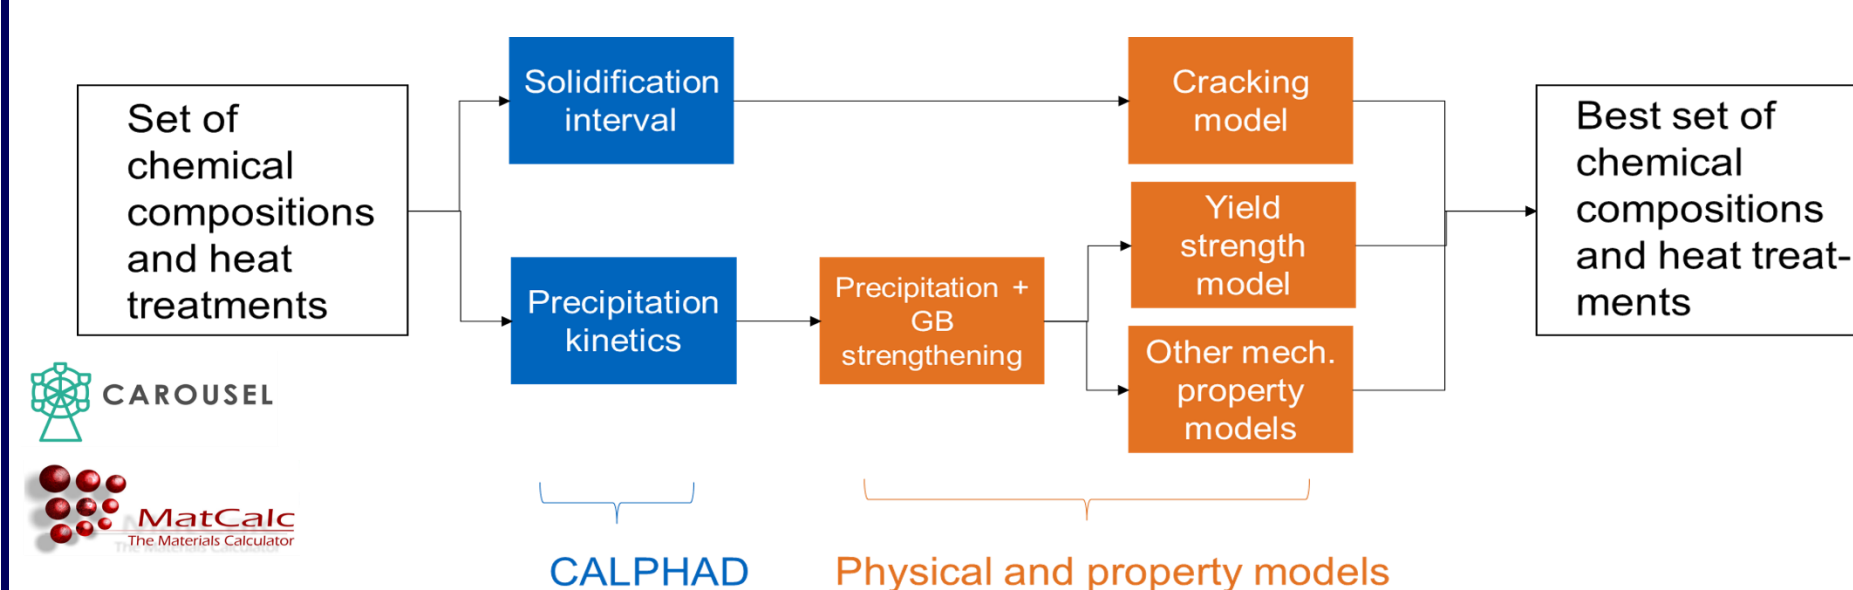 Set of
chemical
compositions
and heat
treatments
Solidification
interval
Precipitation
kinetics
Precipitation +
GB
strengthening
Cracking
model
Yield
strength
model
Other mech.
property
models
Best set of
chemical
compositions
and heat treat-
ments
CAROUSEL
MatCalc
The Materials Calculator
CALPHAD
Physical and property models